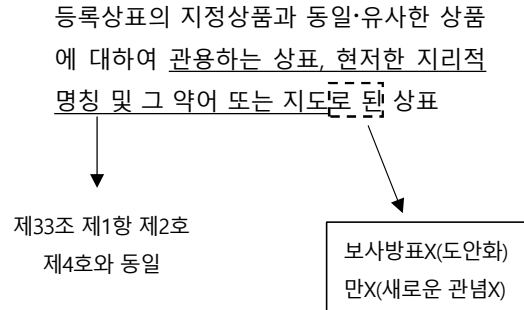 등록상표의 지정상품과 동일·유사한 상품
에 대하여 관용하는 상표, 현저한 지리적
명칭 및 그 약어 또는 지도로 된 상표
제33조 제1항 제2호
제4호와 동일
보사방표X(도안화)
만X(새로운 관념X)